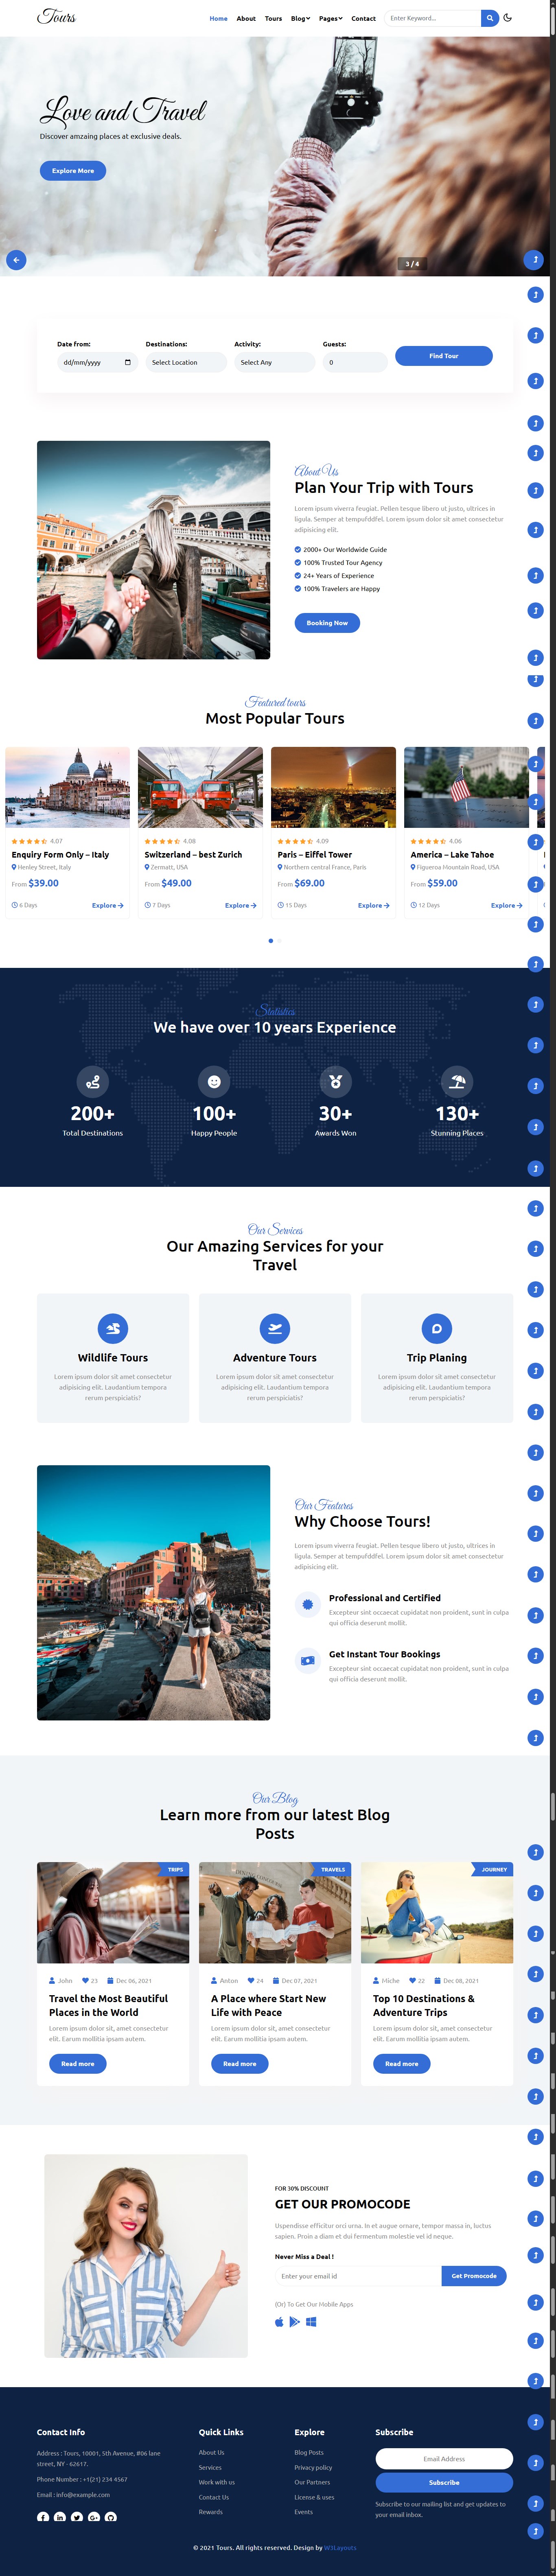 Tours
Home About Tours Blog Pages Contact Enter Keyword...
Love and Travel
Discover amzaing places at exclusive deals.
Explore More
3 / 4
Date from: Destinations: Activity: Guests:
dd/mm/yyyy Select Location Select Any 0 Find Tour
About Us
Plan Your Trip with Tours
Lorem ipsum viverra feugiat. Pellen tesque libero ut justo, ultrices in
ligula. Semper at tempufddfel. Lorem ipsum dolor sit amet consectetur
adipisicing elit.
2000+ Our Worldwide Guide
100% Trusted Tour Agency
24+ Years of Experience
100% Travelers are Happy
Booking Now
Featured tours
Most Popular Tours
4.07 4.08 4.09 4.06
Enquiry Form Only – Italy Switzerland – best Zurich Paris – Eiffel Tower America – Lake Tahoe
Henley Street, Italy Zermatt, USA Northern central France, Paris Figueroa Mountain Road, USA
From $39.00 From $49.00 From $69.00 From $59.00
6 Days Explore 7 Days Explore 15 Days Explore 12 Days Explore
Statistics
We have over 10 years Experience
200+ 100+ 30+ 130+
Total Destinations Happy People Awards Won Stunning Places
Our Services
Our Amazing Services for your
Travel
Wildlife Tours Adventure Tours Trip Planing
Lorem ipsum dolor sit amet consectetur Lorem ipsum dolor sit amet consectetur Lorem ipsum dolor sit amet consectetur
adipisicing elit. Laudantium tempora adipisicing elit. Laudantium tempora adipisicing elit. Laudantium tempora
rerum perspiciatis? rerum perspiciatis? rerum perspiciatis?
Our Features
Why Choose Tours!
Lorem ipsum viverra feugiat. Pellen tesque libero ut justo, ultrices in
ligula. Semper at tempufddfel. Lorem ipsum dolor sit amet consectetur
adipisicing elit.
Professional and Certified
Excepteur sint occaecat cupidatat non proident, sunt in culpa
qui officia deserunt mollit.
Get Instant Tour Bookings
Excepteur sint occaecat cupidatat non proident, sunt in culpa
qui officia deserunt mollit.
Our Blog
Learn more from our latest Blog
Posts
TRIPS TRAVELS JOURNEY
John 23 Dec 06, 2021 Anton 24 Dec 07, 2021 Miche 22 Dec 08, 2021
Travel the Most Beautiful A Place where Start New Top 10 Destinations &
Places in the World Life with Peace Adventure Trips
Lorem ipsum dolor sit amet, consectetur Lorem ipsum dolor sit amet, consectetur Lorem ipsum dolor sit amet, consectetur
elit. Earum mollitia ipsam autem. elit. Earum mollitia ipsam autem. elit. Earum mollitia ipsam autem.
Read more Read more Read more
FOR 30% DISCOUNT
GET OUR PROMOCODE
Uspendisse efficitur orci urna. In et augue ornare, tempor massa in, luctus
sapien. Proin a diam et dui fermentum molestie vel id neque.
Never Miss a Deal !
Enter your email id Get Promocode
(Or) To Get Our Mobile Apps
Contact Info Quick Links Explore Subscribe
Address : Tours, 10001, 5th Avenue, #06 lane About Us Blog Posts Email Address
street, NY - 62617. Services Privacy policy Subscribe
Phone Number : +1(21) 234 4567 Work with us Our Partners
Email : info@example.com Contact Us License & uses Subscribe to our mailing list and get updates to
Rewards Events your email inbox.
© 2021 Tours. All rights reserved. Design by W3Layouts